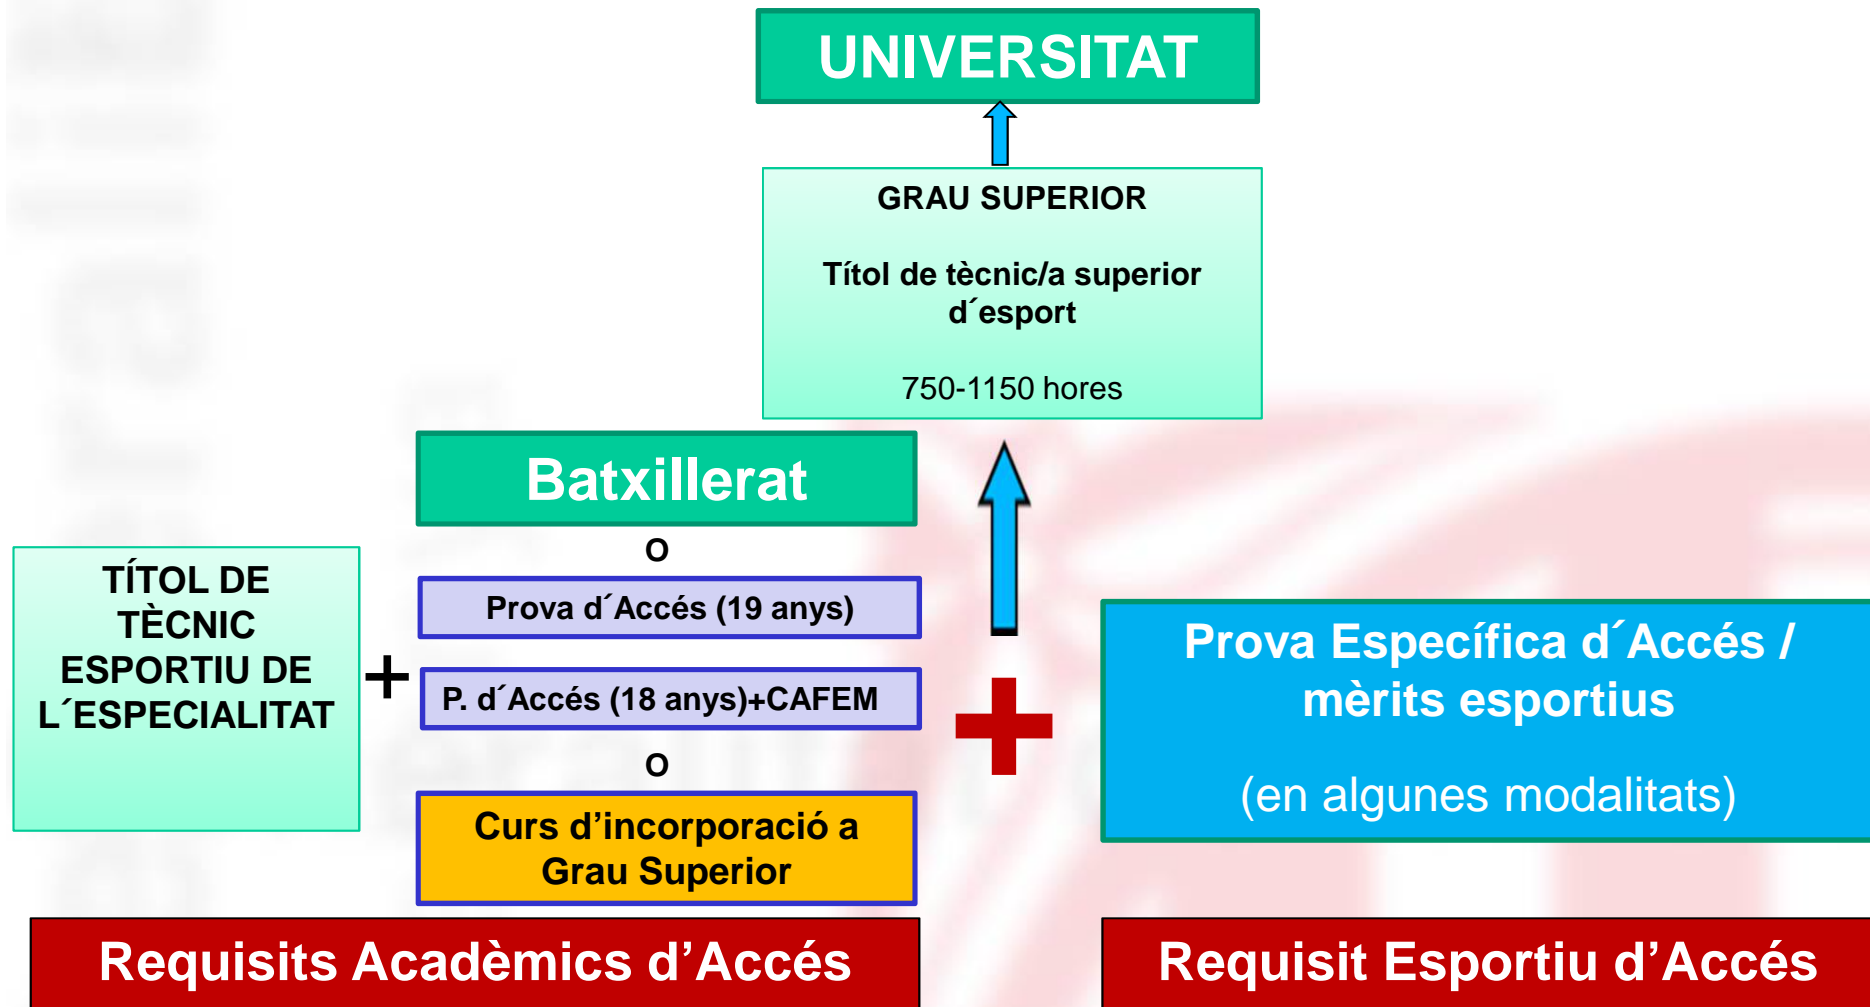 UNIVERSITAT
GRAU SUPERIOR
Títol de tècnic/a superior
d´esport
750-1150 hores
Batxillerat
O
Prova d´Accés (19 anys)
P. d´Accés (18 anys)+CAFEM
O
Curs d’incorporació a
Grau Superior
TÍTOL DE
TÈCNIC
ESPORTIU DE
L´ESPECIALITAT
+
Prova Específica d´Accés /
mèrits esportius
(en algunes modalitats)
Requisits Acadèmics d’Accés
Requisit Esportiu d’Accés